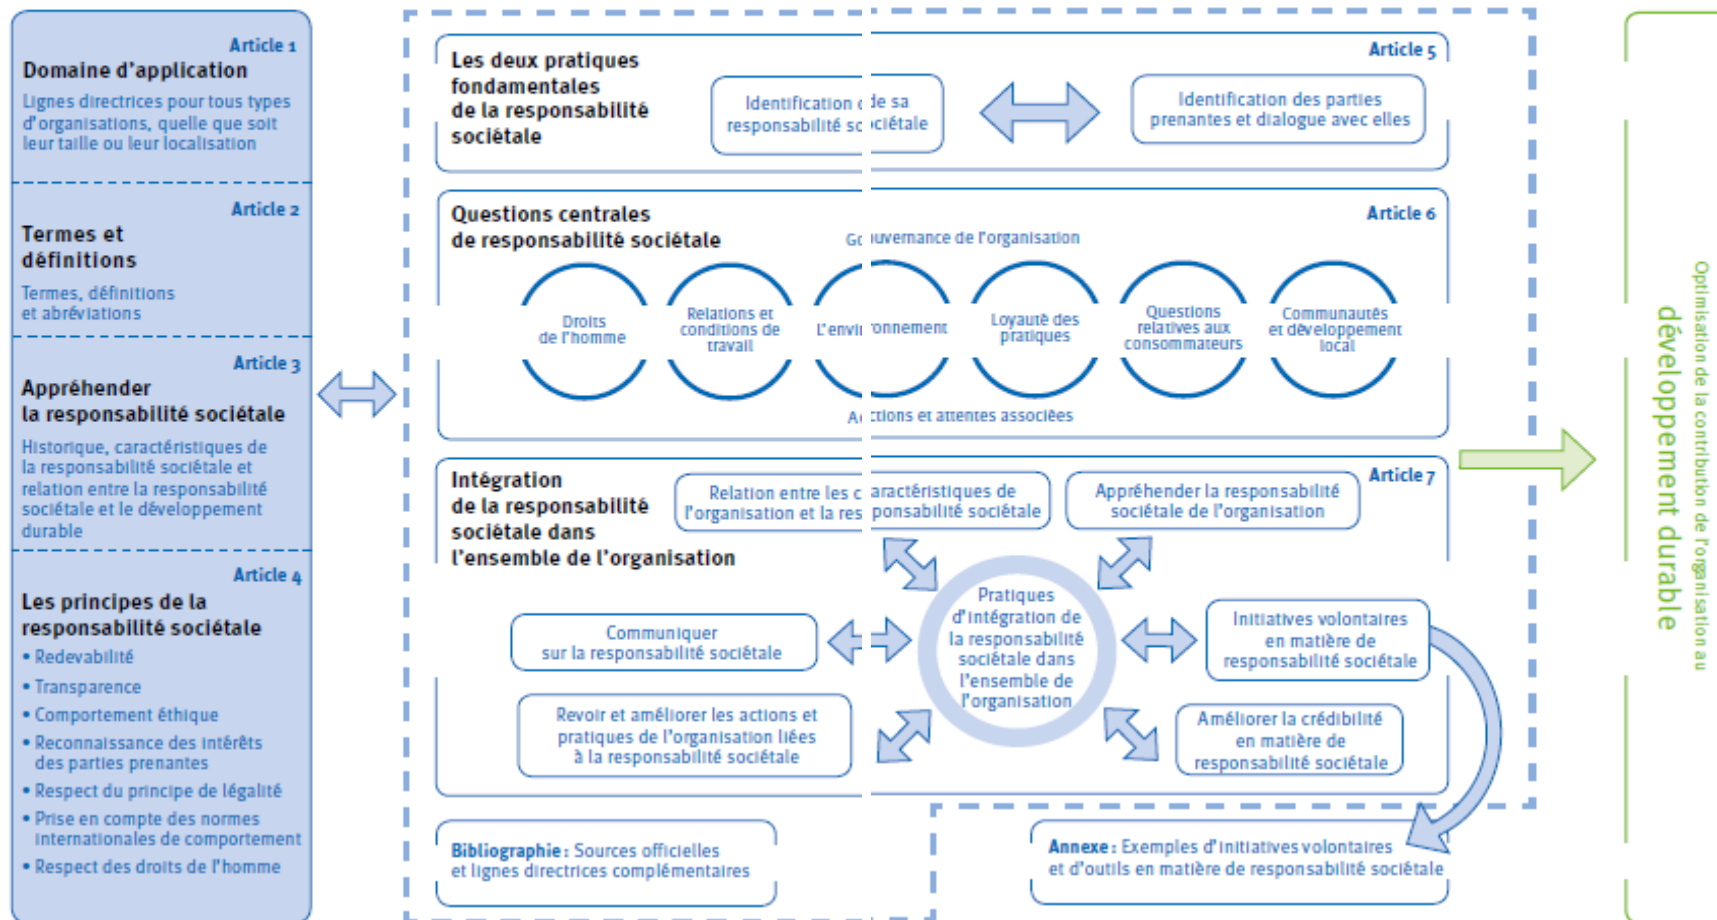 Article 1
Domaine d'application
Lignes directrices pour tous types
d'organisations, quelle que soit
leur taille ou leur localisation
Article 2
Termes et
définitions
Termes, définitions
et abréviations
Article 3
Appréhender
la responsabilité sociétale
Historique, caractéristiques de
la responsabilité sociétale et
relation entre la responsabilité
sociétale et le développement
durable
Article 4
Les principes de la
responsabilité sociétale
• Redevabilité
• Transparence
• Comportement éthique
• Reconnaissance des intérêts
des parties prenantes
• Respect du principe de légalité
• Prise en compte des normes
internationales de comportement
• Respect des droits de l'homme
Article 5
Les deux pratiques
fondamentales
de la responsabilité
sociétale
Identification de sa
responsabilité sociétale
Identification des parties
prenantes et dialogue avec elles
Article 6
Questions centrales
de responsabilité sociétale
Gouvernance de l'organisation
Droits
de l'homme
Relations et
conditions de
travail
L'environnement
Loyauté des
pratiques
Questions
relatives aux
consommateurs
Communautés
et développement
local
Actions et attentes associées
Article 7
Intégration
de la responsabilité
sociétale dans
l'ensemble de l'organisation
Relation entre les caractéristiques de
l'organisation et la responsabilité sociétale
Appréhender la responsabilité
sociétale de l'organisation
Pratiques
d'intégration de
la responsabilité
sociétale dans
l'ensemble de
l'organisation
Communiquer
sur la responsabilité sociétale
Initiatives volontaires
en matière de
responsabilité sociétale
Revoir et améliorer les actions et
pratiques de l'organisation liées
à la responsabilité sociétale
Améliorer la crédibilité
en matière de
responsabilité sociétale
Bibliographie : Sources officielles
et lignes directrices complémentaires
Annexe : Exemples d'initiatives volontaires
et d'outils en matière de responsabilité sociétale
Optimisation de la contribution de l'organisation au
développement durable